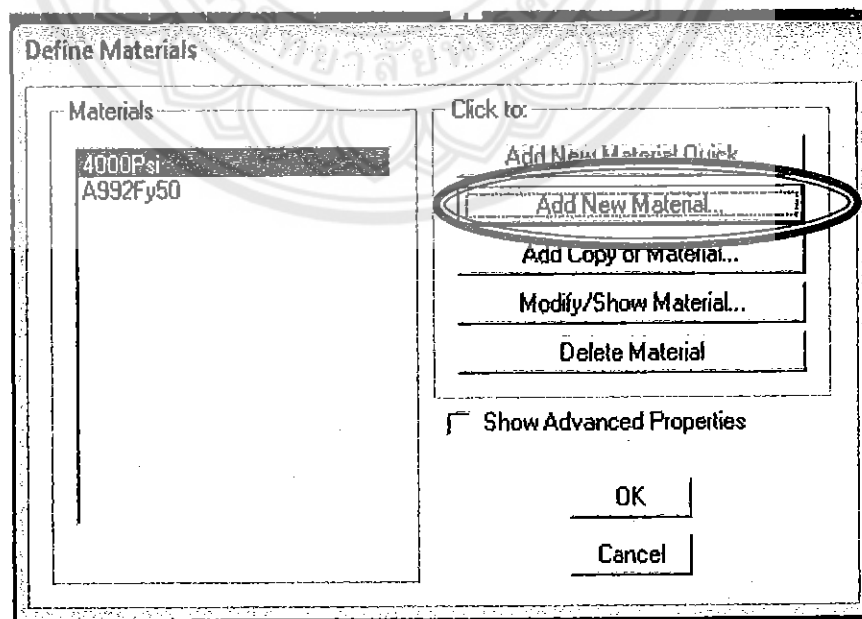 Define Materials
Materials
4000Psi
A992Fy50
Click to:
Add New Material Quick...
Add New Material...
Add Copy of Material...
Modify/Show Material...
Delete Material
Show Advanced Properties
OK
Cancel